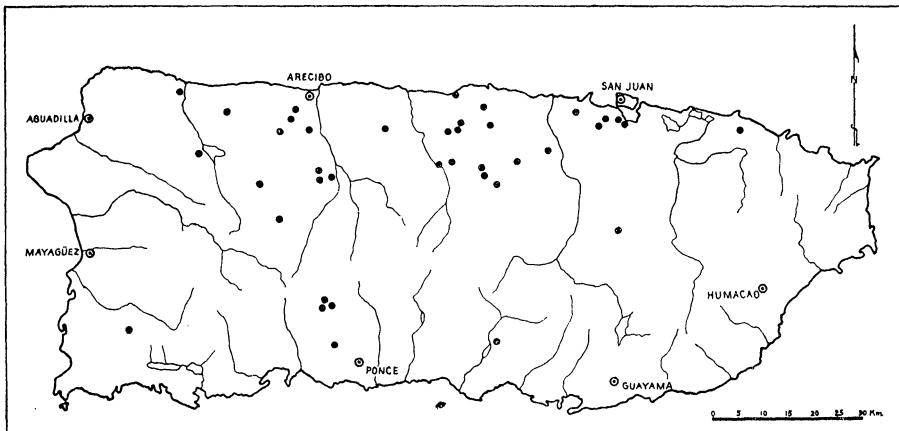 ARECIBO
SAN JUAN
N
AGUADILLA
MAYAGÜEZ
HUMACAO
PONCE
GUAYAMA
0 5 10 15 20 25 30 Km.